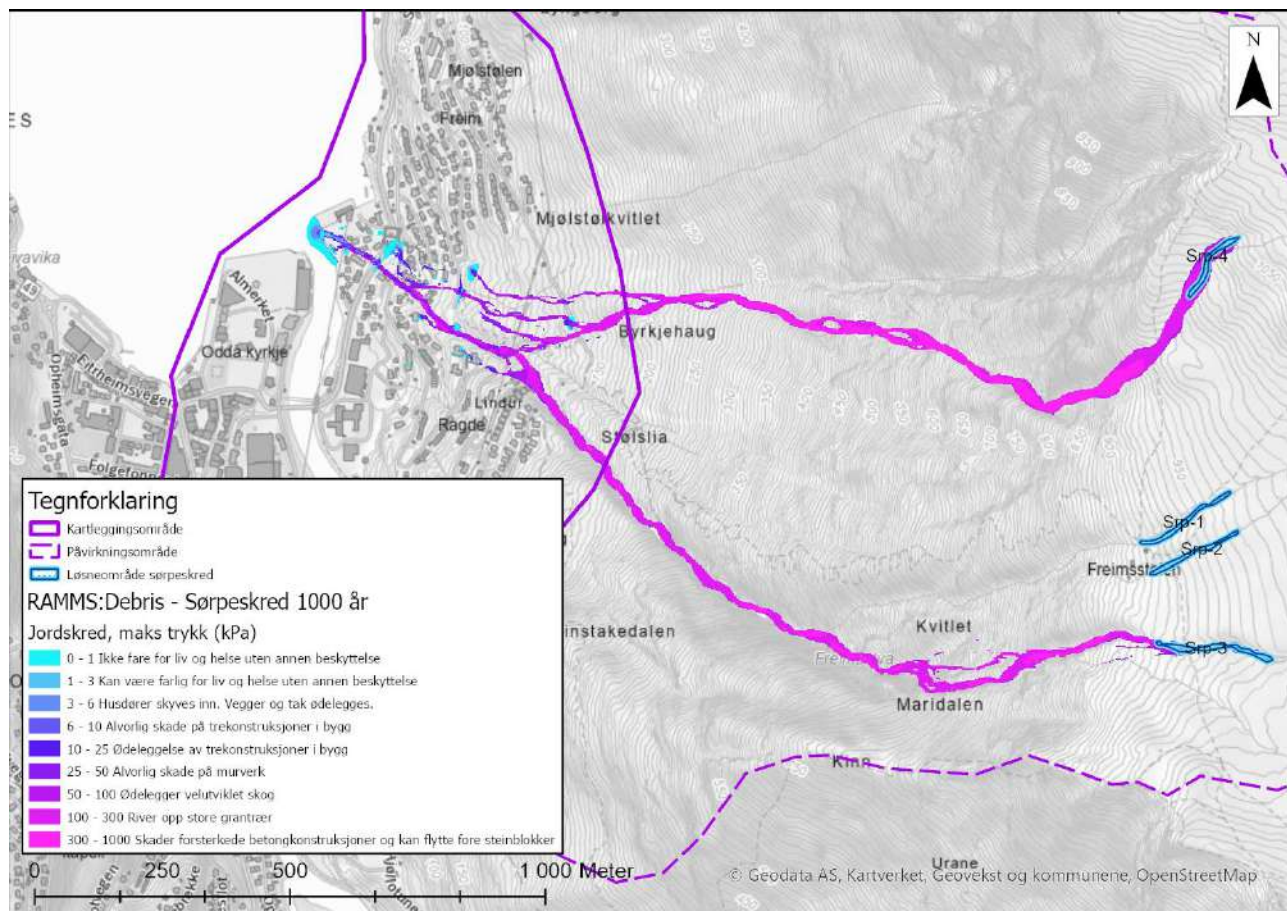 N
Mjølstølen
Freim
E S
Mjølstølkvitlet
Srp-4
Almerket
49
Byrkjehaug
Odda kyrkje
Eitrheimsvegen
Opheimsgata
Lindur
Ragde
Stølslia
Folgefonn
Srp-1
Srp-2
Kvitlet
Srp-3
Maridalen
Kinn
Urane
Tegnforklaring
Kartleggingsområde
Påvirkningsområde
Løsneområde sørpeskred
RAMMS:Debris - Sørpeskred 1000 år
Jordskred, maks trykk (kPa)
0 - 1 Ikke fare for liv og helse uten annen beskyttelse
1 - 3 Kan være farlig for liv og helse uten annen beskyttelse
3 - 6 Husdører skyves inn. Vegger og tak ødelegges.
6 - 10 Alvorlig skade på trekonstruksjoner i bygg
10 - 25 Ødeleggelse av trekonstruksjoner i bygg
25 - 50 Alvorlig skade på murverk
50 - 100 Ødelegger velutviklet skog
100 - 300 River opp store grantrær
300 - 1000 Skader forsterkede betongkonstruksjoner og kan flytte føre steinblokker
0 250 500 1 000 Meter
© Geodata AS, Kartverket, Geovekst og kommunene, OpenStreetMap